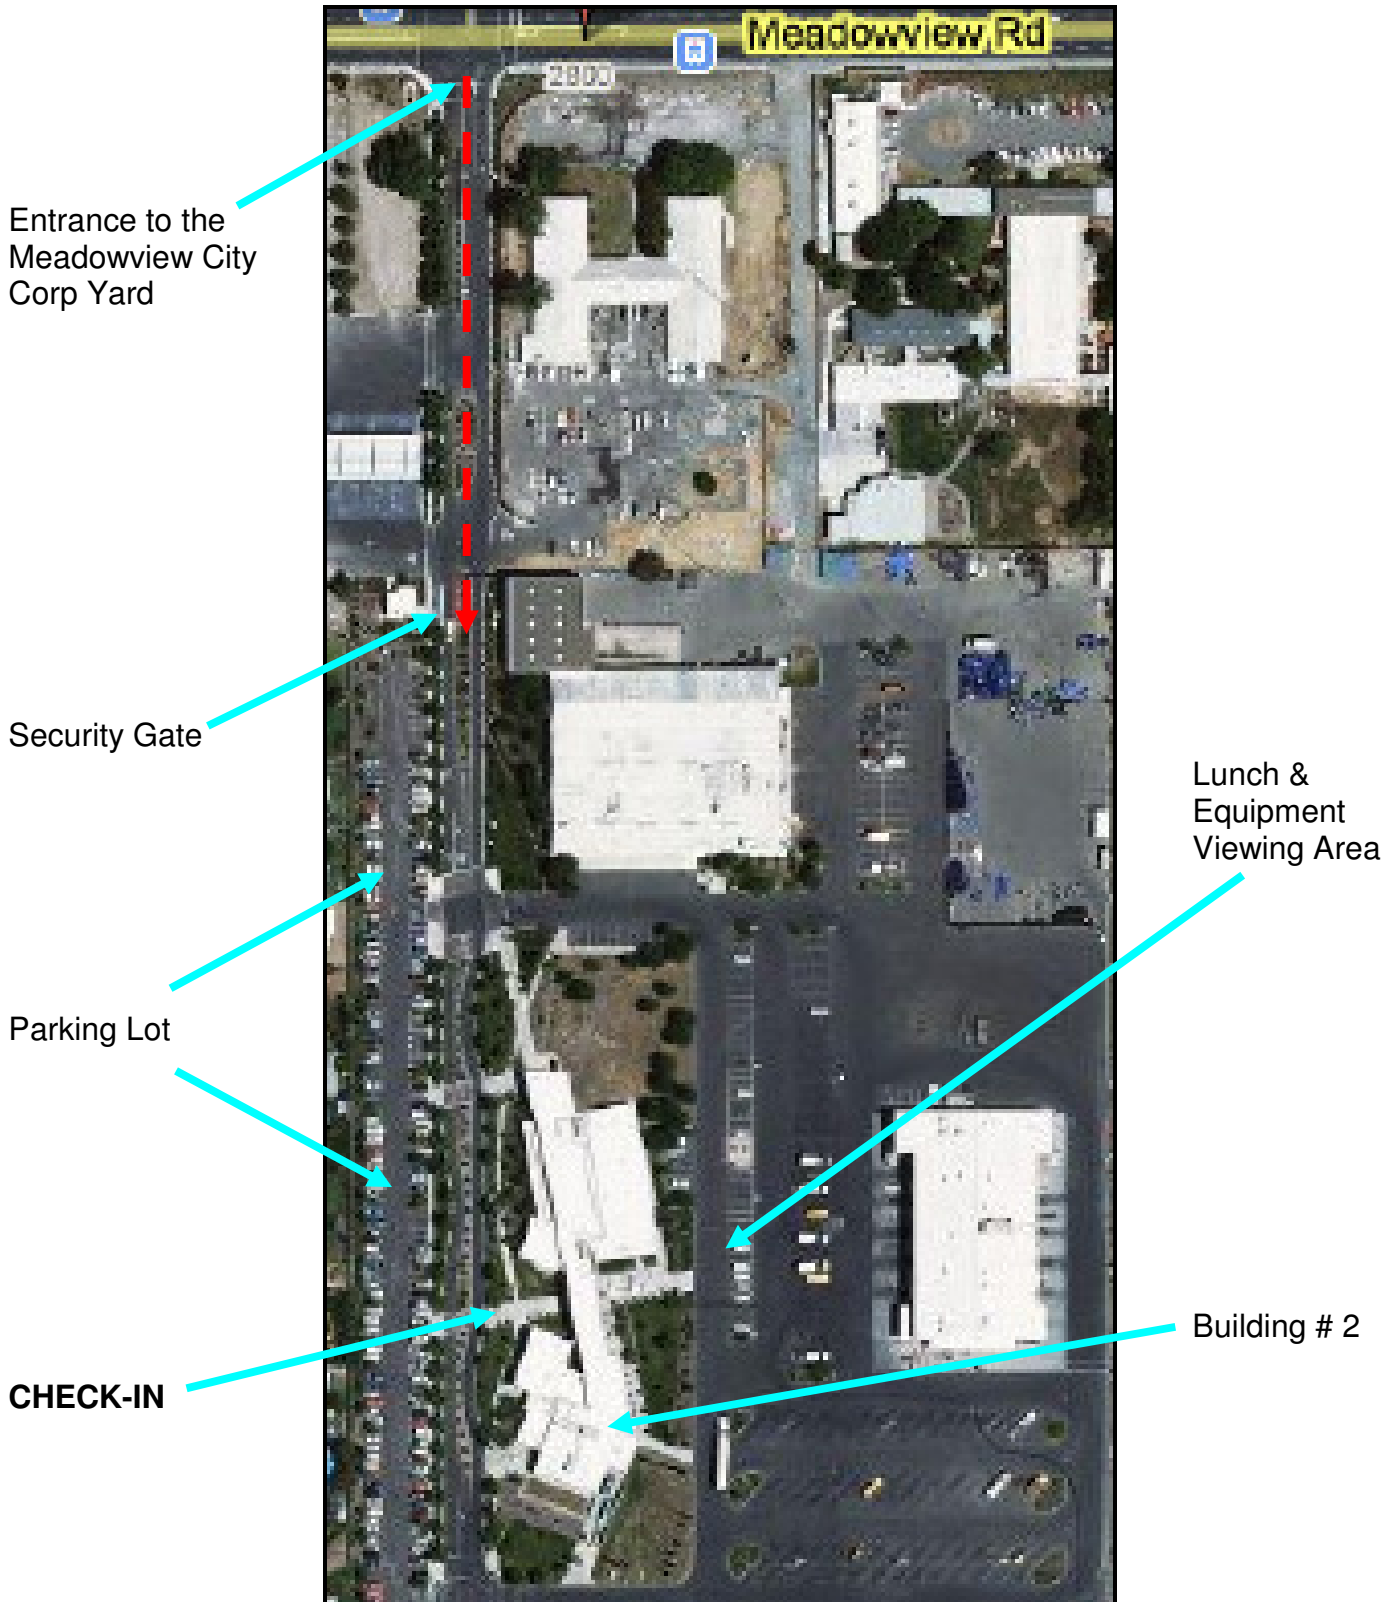 Meadowview Rd
2800
Entrance to the
Meadowview City
Corp Yard
Security Gate
Lunch &
Equipment
Viewing Area
Parking Lot
Building # 2
CHECK-IN